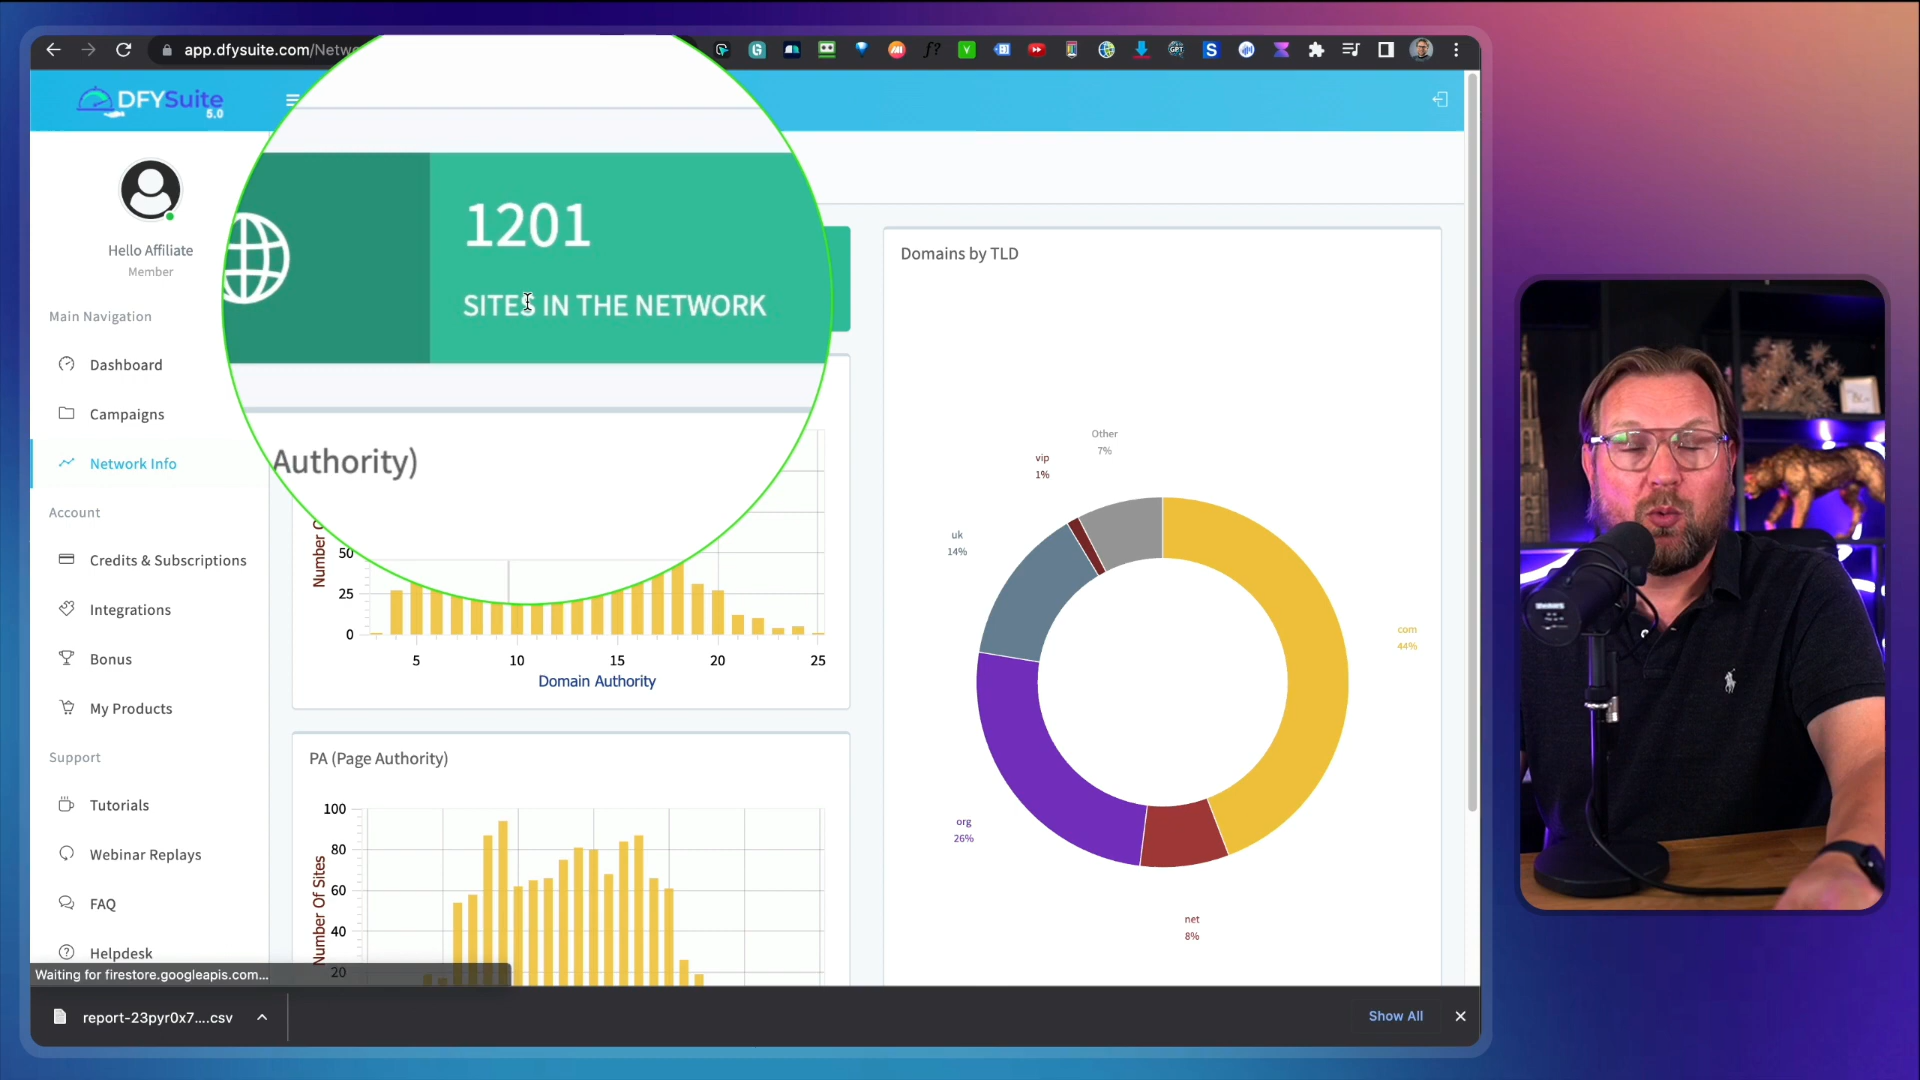 app.dfysuite.com/Netwo
DFYSuite
5.0
Hello Affiliate
Member
Main Navigation
Dashboard
Campaigns
Network Info
Account
Credits & Subscriptions
Integrations
Bonus
My Products
Support
Tutorials
Webinar Replays
FAQ
Helpdesk
Waiting for firestore.googleapis.com...
1201
SITES IN THE NETWORK
Authority)
50
25
0
5 10 15 20 25
Domain Authority
PA (Page Authority)
Number Of Sites
100
80
60
40
20
Domains by TLD
Other
7%
vip
1%
uk
14%
com
44%
org
26%
net
8%
report-23pyr0x7....csv
Show All